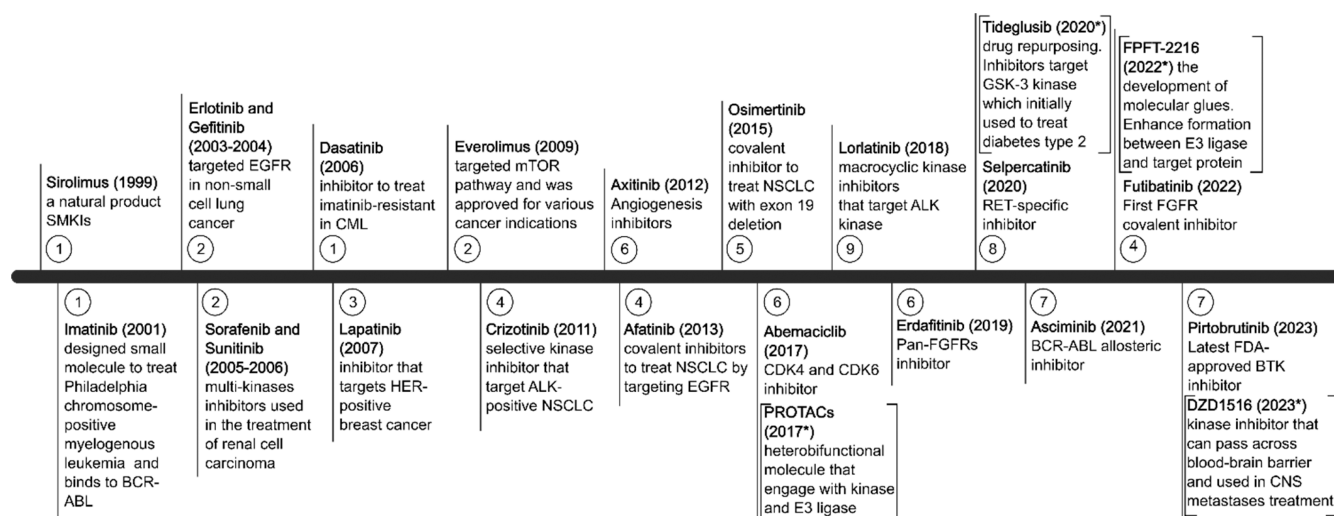 Sirolimus (1999)
a natural product
SMKIs
1
Erlotinib and
Gefitinib
(2003-2004)
targeted EGFR
in non-small
cell lung
cancer
2
Dasatinib
(2006)
inhibitor to treat
imatinib-resistant
in CML
1
Everolimus (2009)
targeted mTOR
pathway and was
approved for various
cancer indications
2
Axitinib (2012)
Angiogenesis
inhibitors
6
Osimertinib
(2015)
covalent
inhibitor to
treat NSCLC
with exon 19
deletion
5
Lorlatinib (2018)
macrocyclic kinase
inhibitors
that target ALK
kinase
9
Tideglusib (2020*)
drug repurposing.
Inhibitors target
GSK-3 kinase
which initially
used to treat
diabetes type 2
Selpercatinib
(2020)
RET-specific
inhibitor
8
FPFT-2216
(2022*) the
development of
molecular glues.
Enhance formation
between E3 ligase
and target protein
Futibatinib (2022)
First FGFR
covalent inhibitor
4
1
Imatinib (2001)
designed small
molecule to treat
Philadelphia
chromosome-
positive
myelogenous
leukemia and
binds to BCR-
ABL
2
Sorafenib and
Sunitinib
(2005-2006)
multi-kinases
inhibitors used
in the treatment
of renal cell
carcinoma
3
Lapatinib
(2007)
inhibitor that
targets HER-
positive
breast cancer
4
Crizotinib (2011)
selective kinase
inhibitor that
target ALK-
positive NSCLC
4
Afatinib (2013)
covalent inhibitors
to treat NSCLC by
targeting EGFR
6
Abemaciclib
(2017)
CDK4 and CDK6
inhibitor
PROTACs
(2017*)
heterobifunctional
molecule that
engage with kinase
and E3 ligase
6
Erdafitinib (2019)
Pan-FGFRs
inhibitor
7
Asciminib (2021)
BCR-ABL allosteric
inhibitor
7
Pirtobrutinib (2023)
Latest FDA-
approved BTK
inhibitor
DZD1516 (2023*)
kinase inhibitor that
can pass across
blood-brain barrier
and used in CNS
metastases treatment